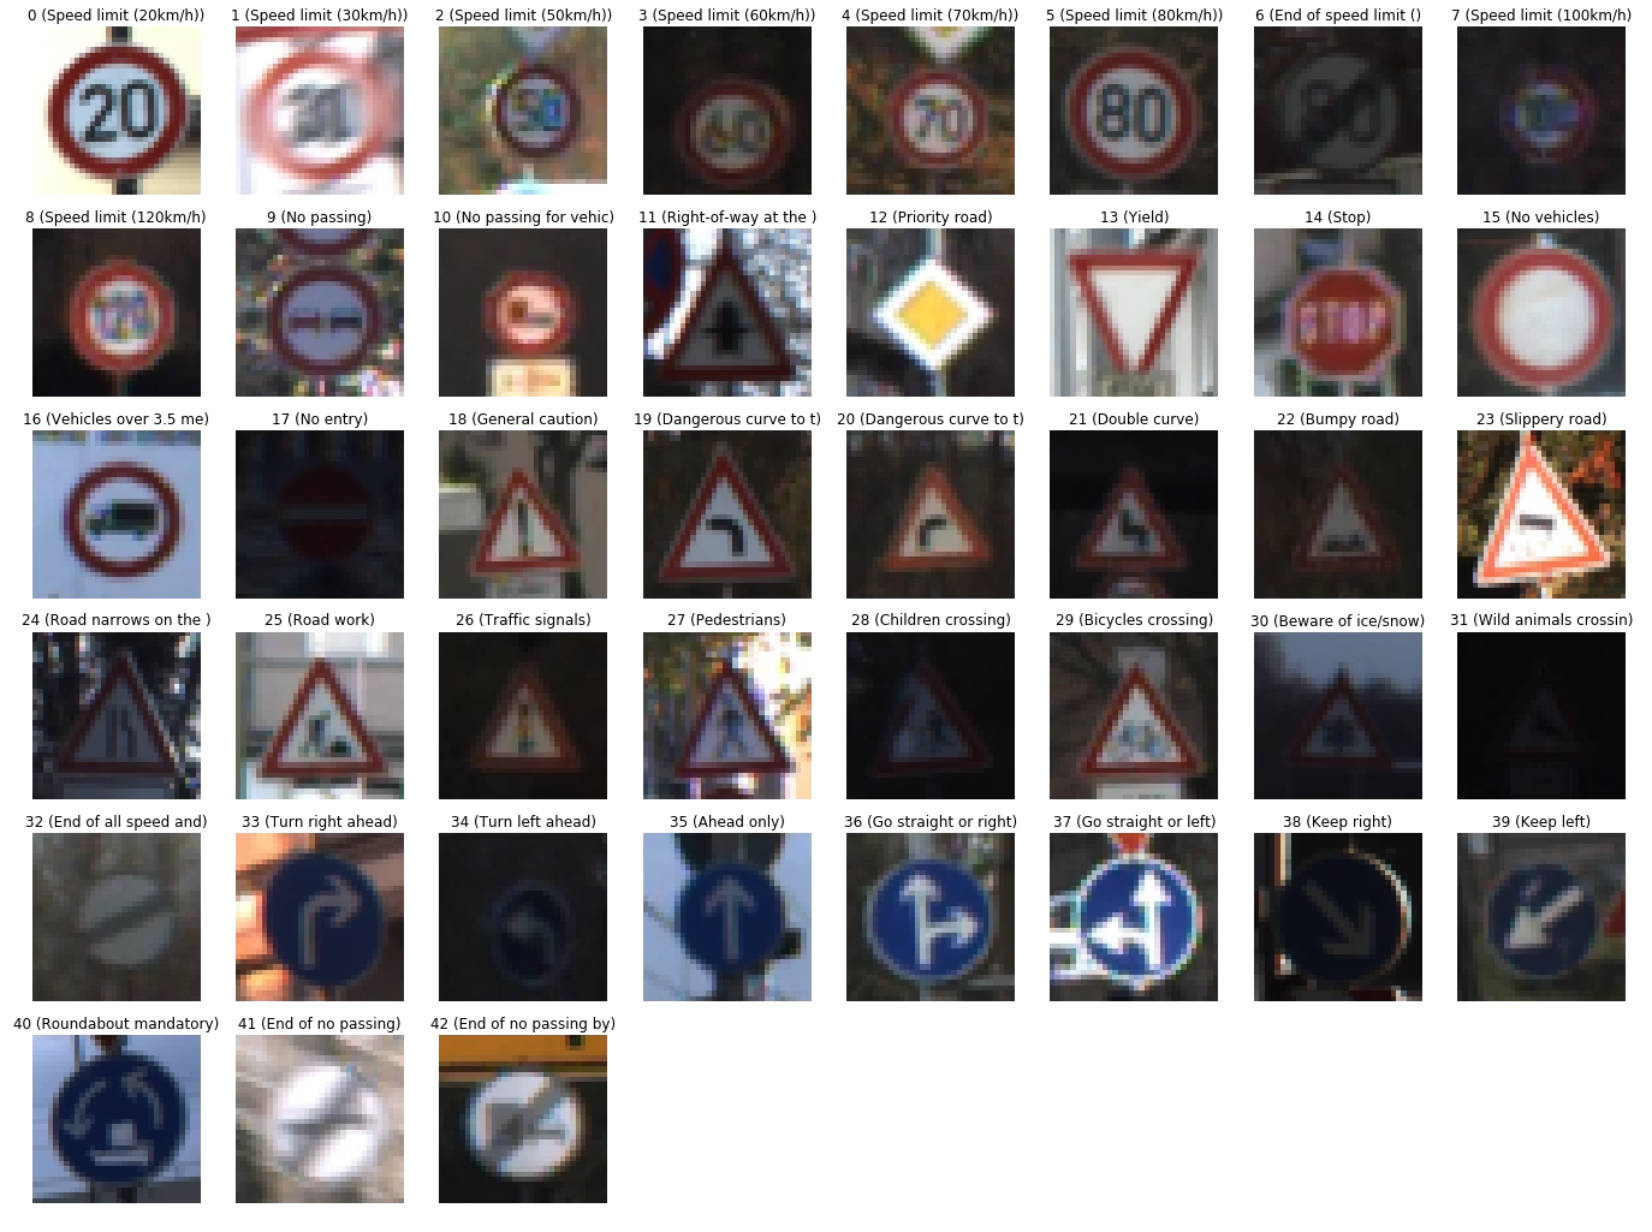 0 (Speed limit (20km/h))
1 (Speed limit (30km/h))
2 (Speed limit (50km/h))
3 (Speed limit (60km/h))
4 (Speed limit (70km/h))
5 (Speed limit (80km/h))
6 (End of speed limit ()
7 (Speed limit (100km/h)
20
30
50
60
70
80
80
8 (Speed limit (120km/h)
9 (No passing)
10 (No passing for vehic)
11 (Right-of-way at the )
12 (Priority road)
13 (Yield)
14 (Stop)
15 (No vehicles)
120
STOP
16 (Vehicles over 3.5 me)
17 (No entry)
18 (General caution)
19 (Dangerous curve to t)
20 (Dangerous curve to t)
21 (Double curve)
22 (Bumpy road)
23 (Slippery road)
24 (Road narrows on the )
25 (Road work)
26 (Traffic signals)
27 (Pedestrians)
28 (Children crossing)
29 (Bicycles crossing)
30 (Beware of ice/snow)
31 (Wild animals crossin)
32 (End of all speed and)
33 (Turn right ahead)
34 (Turn left ahead)
35 (Ahead only)
36 (Go straight or right)
37 (Go straight or left)
38 (Keep right)
39 (Keep left)
40 (Roundabout mandatory)
41 (End of no passing)
42 (End of no passing by)